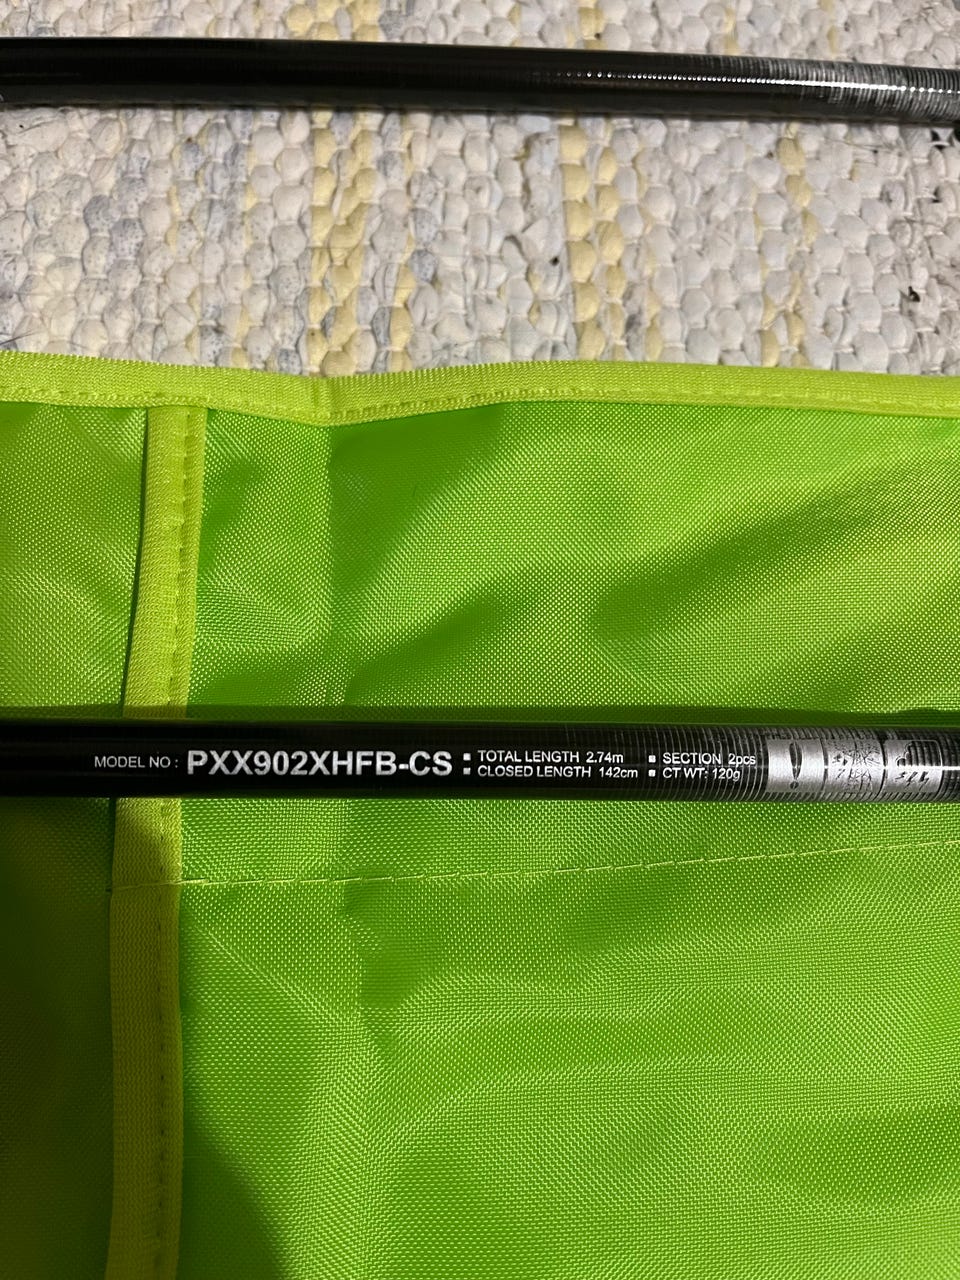 MODEL NO : PXX902XHFB-CS : TOTAL LENGTH 2.74m ▪ SECTION 2pcs
CLOSED LENGTH 142cm ▪ CT WT: 120g